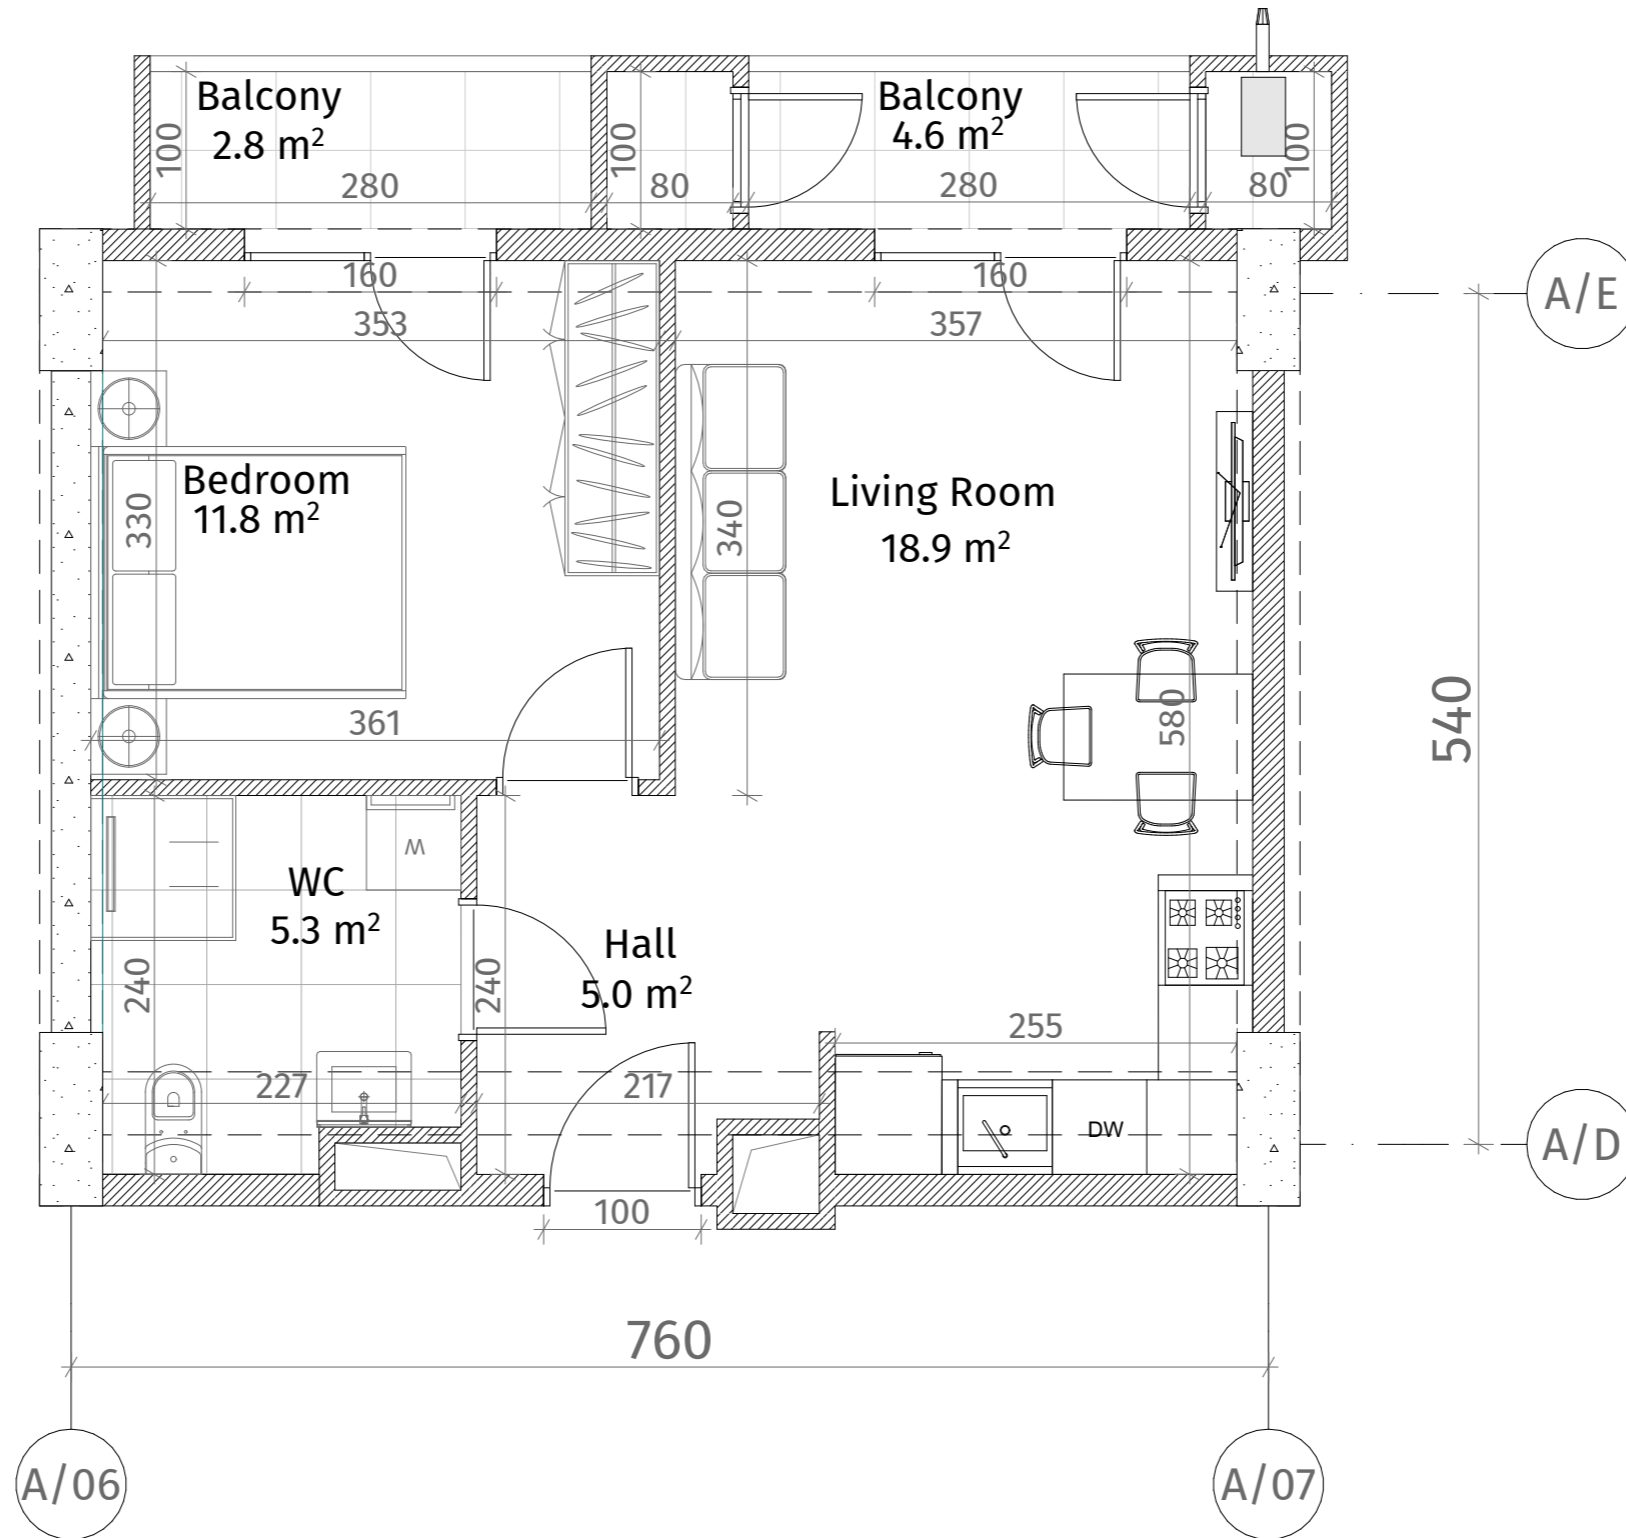 Balcony
2.8 m²
100
280
100
80
Balcony
4.6 m²
280
100
80
160
353
160
357
A/E
Bedroom
11.8 m²
330
340
Living Room
18.9 m²
361
580
540
W
WC
5.3 m²
240
240
Hall
5.0 m²
255
227
217
DW
A/D
100
760
A/06
A/07